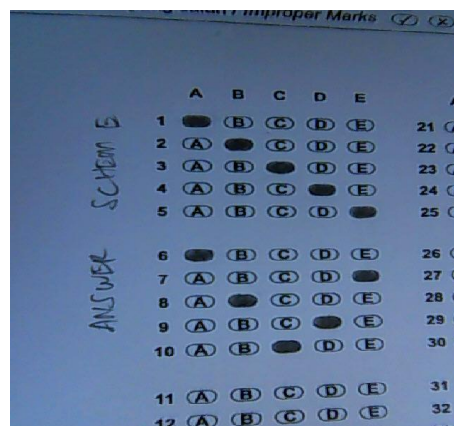 Improper Marks
A B C D E
1 B C D E 21
2 A C D E 22
3 A B D E 23
4 A B C E 24
5 A B C D 25
6 B C D E 26
7 A B C D 27
8 A C D E 28
9 A B C E 29
10 A B D E 30
11 A B C D E 31
12 A B C D E 32
ANSWER SCHEME